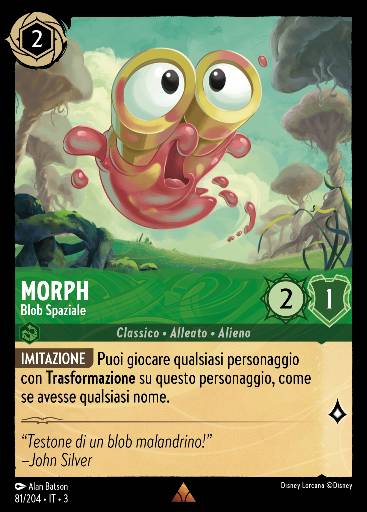 2
MORPH
Blob Spaziale
2
1
Classico • Alleato • Alieno
IMITAZIONE Puoi giocare qualsiasi personaggio
con Trasformazione su questo personaggio, come
se avesse qualsiasi nome.
“Testone di un blob malandrino!”
–John Silver
Alan Batson
81/204 • IT • 3
Disney Lorcana ©Disney